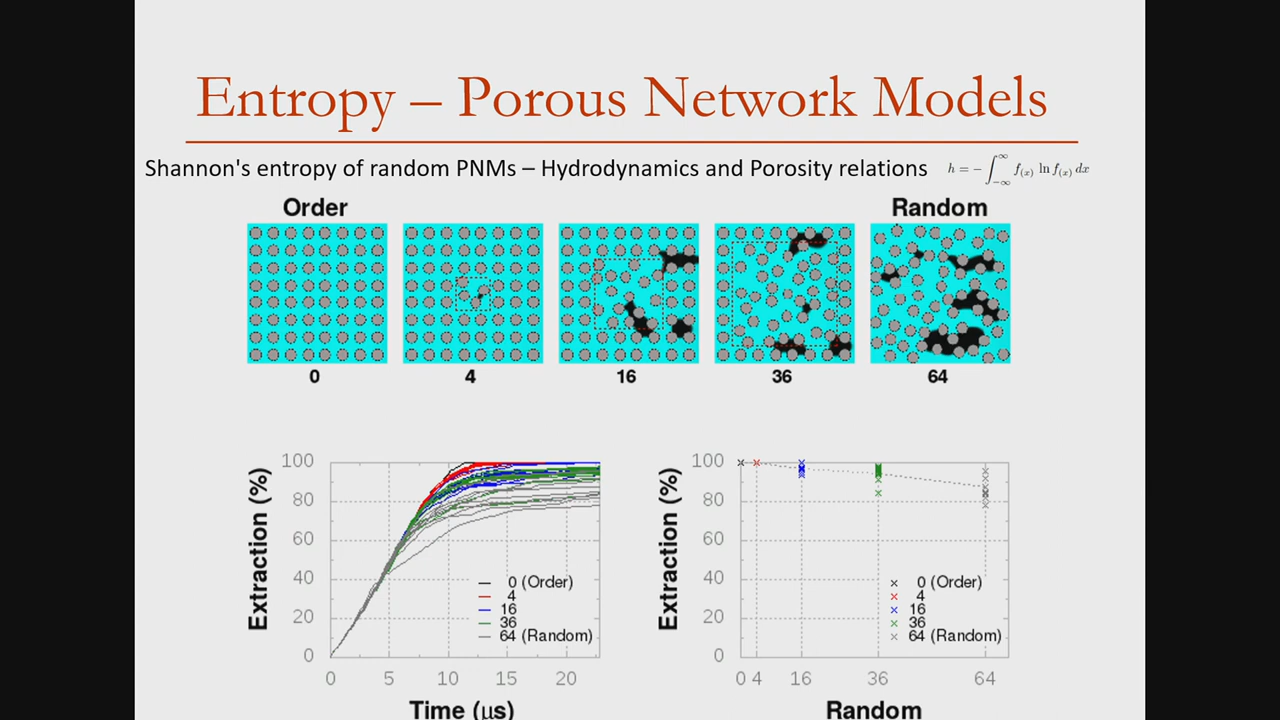 Entropy – Porous Network Models
Shannon's entropy of random PNMs – Hydrodynamics and Porosity relations
h = − ∫_{−∞}^{∞} f_{(x)} ln f_{(x)} dx
Order
Random
0
4
16
36
64
Extraction (%)
100
80
60
40
20
0
0 (Order)
4
16
36
64 (Random)
0 5 10 15 20
Time (μs)
Extraction (%)
100
80
60
40
20
0
0 (Order)
4
16
36
64 (Random)
0 4 16 36 64
Random